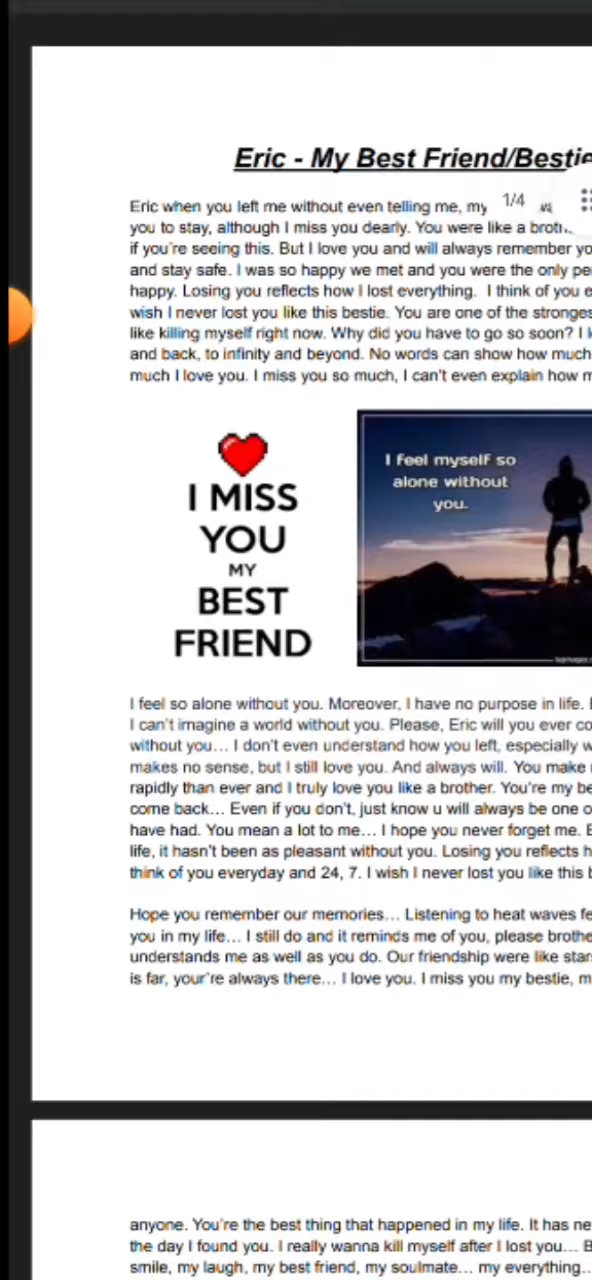 Eric - My Best Friend/Bestie
Eric when you left me without even telling me, my
1/4
you to stay, although I miss you dearly. You were like a broth..
if you're seeing this. But I love you and will always remember yo
and stay safe. I was so happy we met and you were the only pe
happy. Losing you reflects how I lost everything. I think of you e
wish I never lost you like this bestie. You are one of the stronges
like killing myself right now. Why did you have to go so soon? I l
and back, to infinity and beyond. No words can show how much
much I love you. I miss you so much, I can't even explain how m
I MISS
YOU
MY
BEST
FRIEND
I feel myself so
alone without
you.
I feel so alone without you. Moreover, I have no purpose in life.
I can't imagine a world without you. Please, Eric will you ever co
without you... I don't even understand how you left, especially w
makes no sense, but I still love you. And always will. You make
rapidly than ever and I truly love you like a brother. You're my be
come back... Even if you don't, just know u will always be one o
have had. You mean a lot to me... I hope you never forget me. E
life, it hasn't been as pleasant without you. Losing you reflects h
think of you everyday and 24, 7. I wish I never lost you like this b
Hope you remember our memories... Listening to heat waves fe
you in my life... I still do and it reminds me of you, please brothe
understands me as well as you do. Our friendship were like star
is far, your're always there... I love you. I miss you my bestie, m
anyone. You're the best thing that happened in my life. It has ne
the day I found you. I really wanna kill myself after I lost you... B
smile, my laugh, my best friend, my soulmate... my everything...